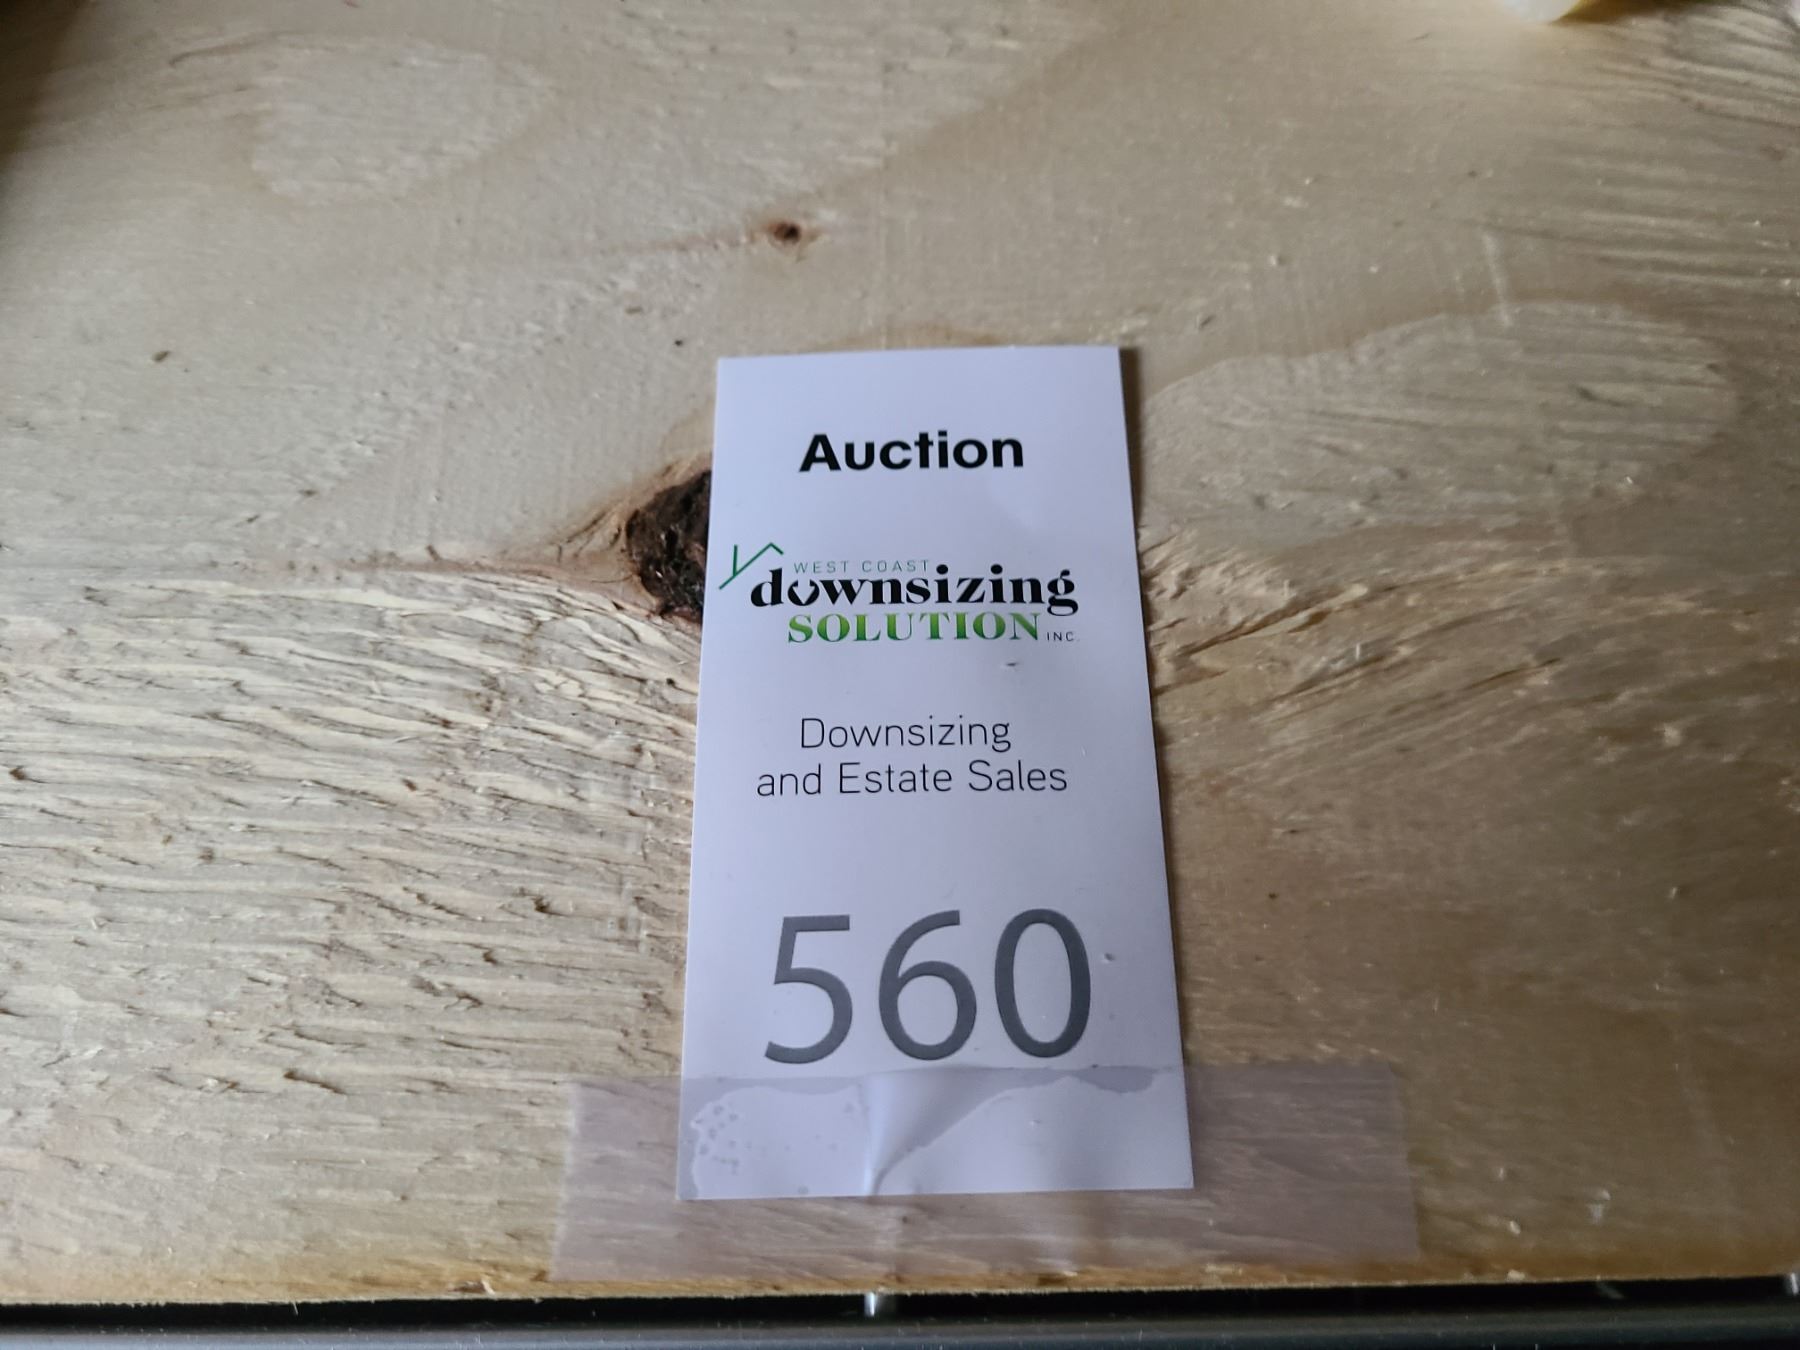 Auction
WEST COAST
downsizing
SOLUTION INC.
Downsizing
and Estate Sales
560